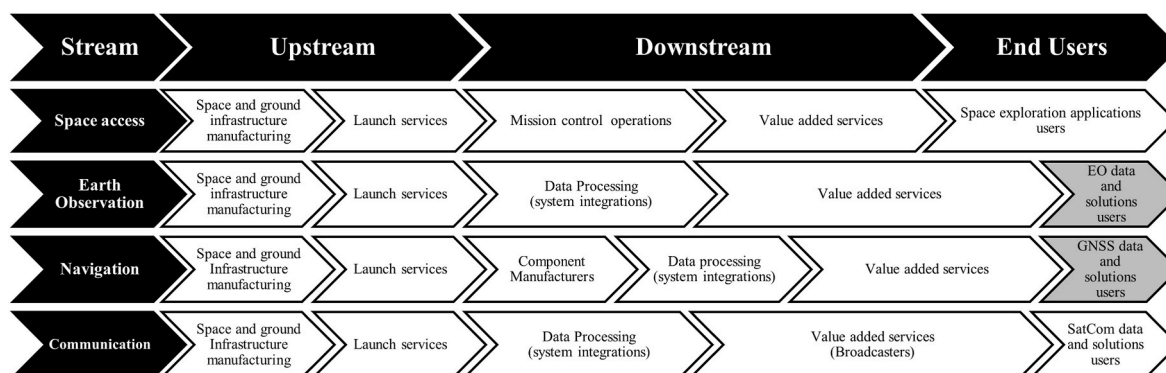 Stream
Upstream
Downstream
End Users
Space access
Space and ground
infrastructure
manufacturing
Launch services
Mission control operations
Value added services
Space exploration applications
users
Earth
Observation
Space and ground
infrastructure
manufacturing
Launch services
Data Processing
(system integrations)
Value added services
EO data
and
solutions
users
Navigation
Space and ground
Infrastructure
manufacturing
Launch services
Component
Manufacturers
Data processing
(system integrations)
Value added services
GNSS data
and
solutions
users
Communication
Space and ground
Infrastructure
manufacturing
Launch services
Data Processing
(system integrations)
Value added services
(Broadcasters)
SatCom data
and solutions
users